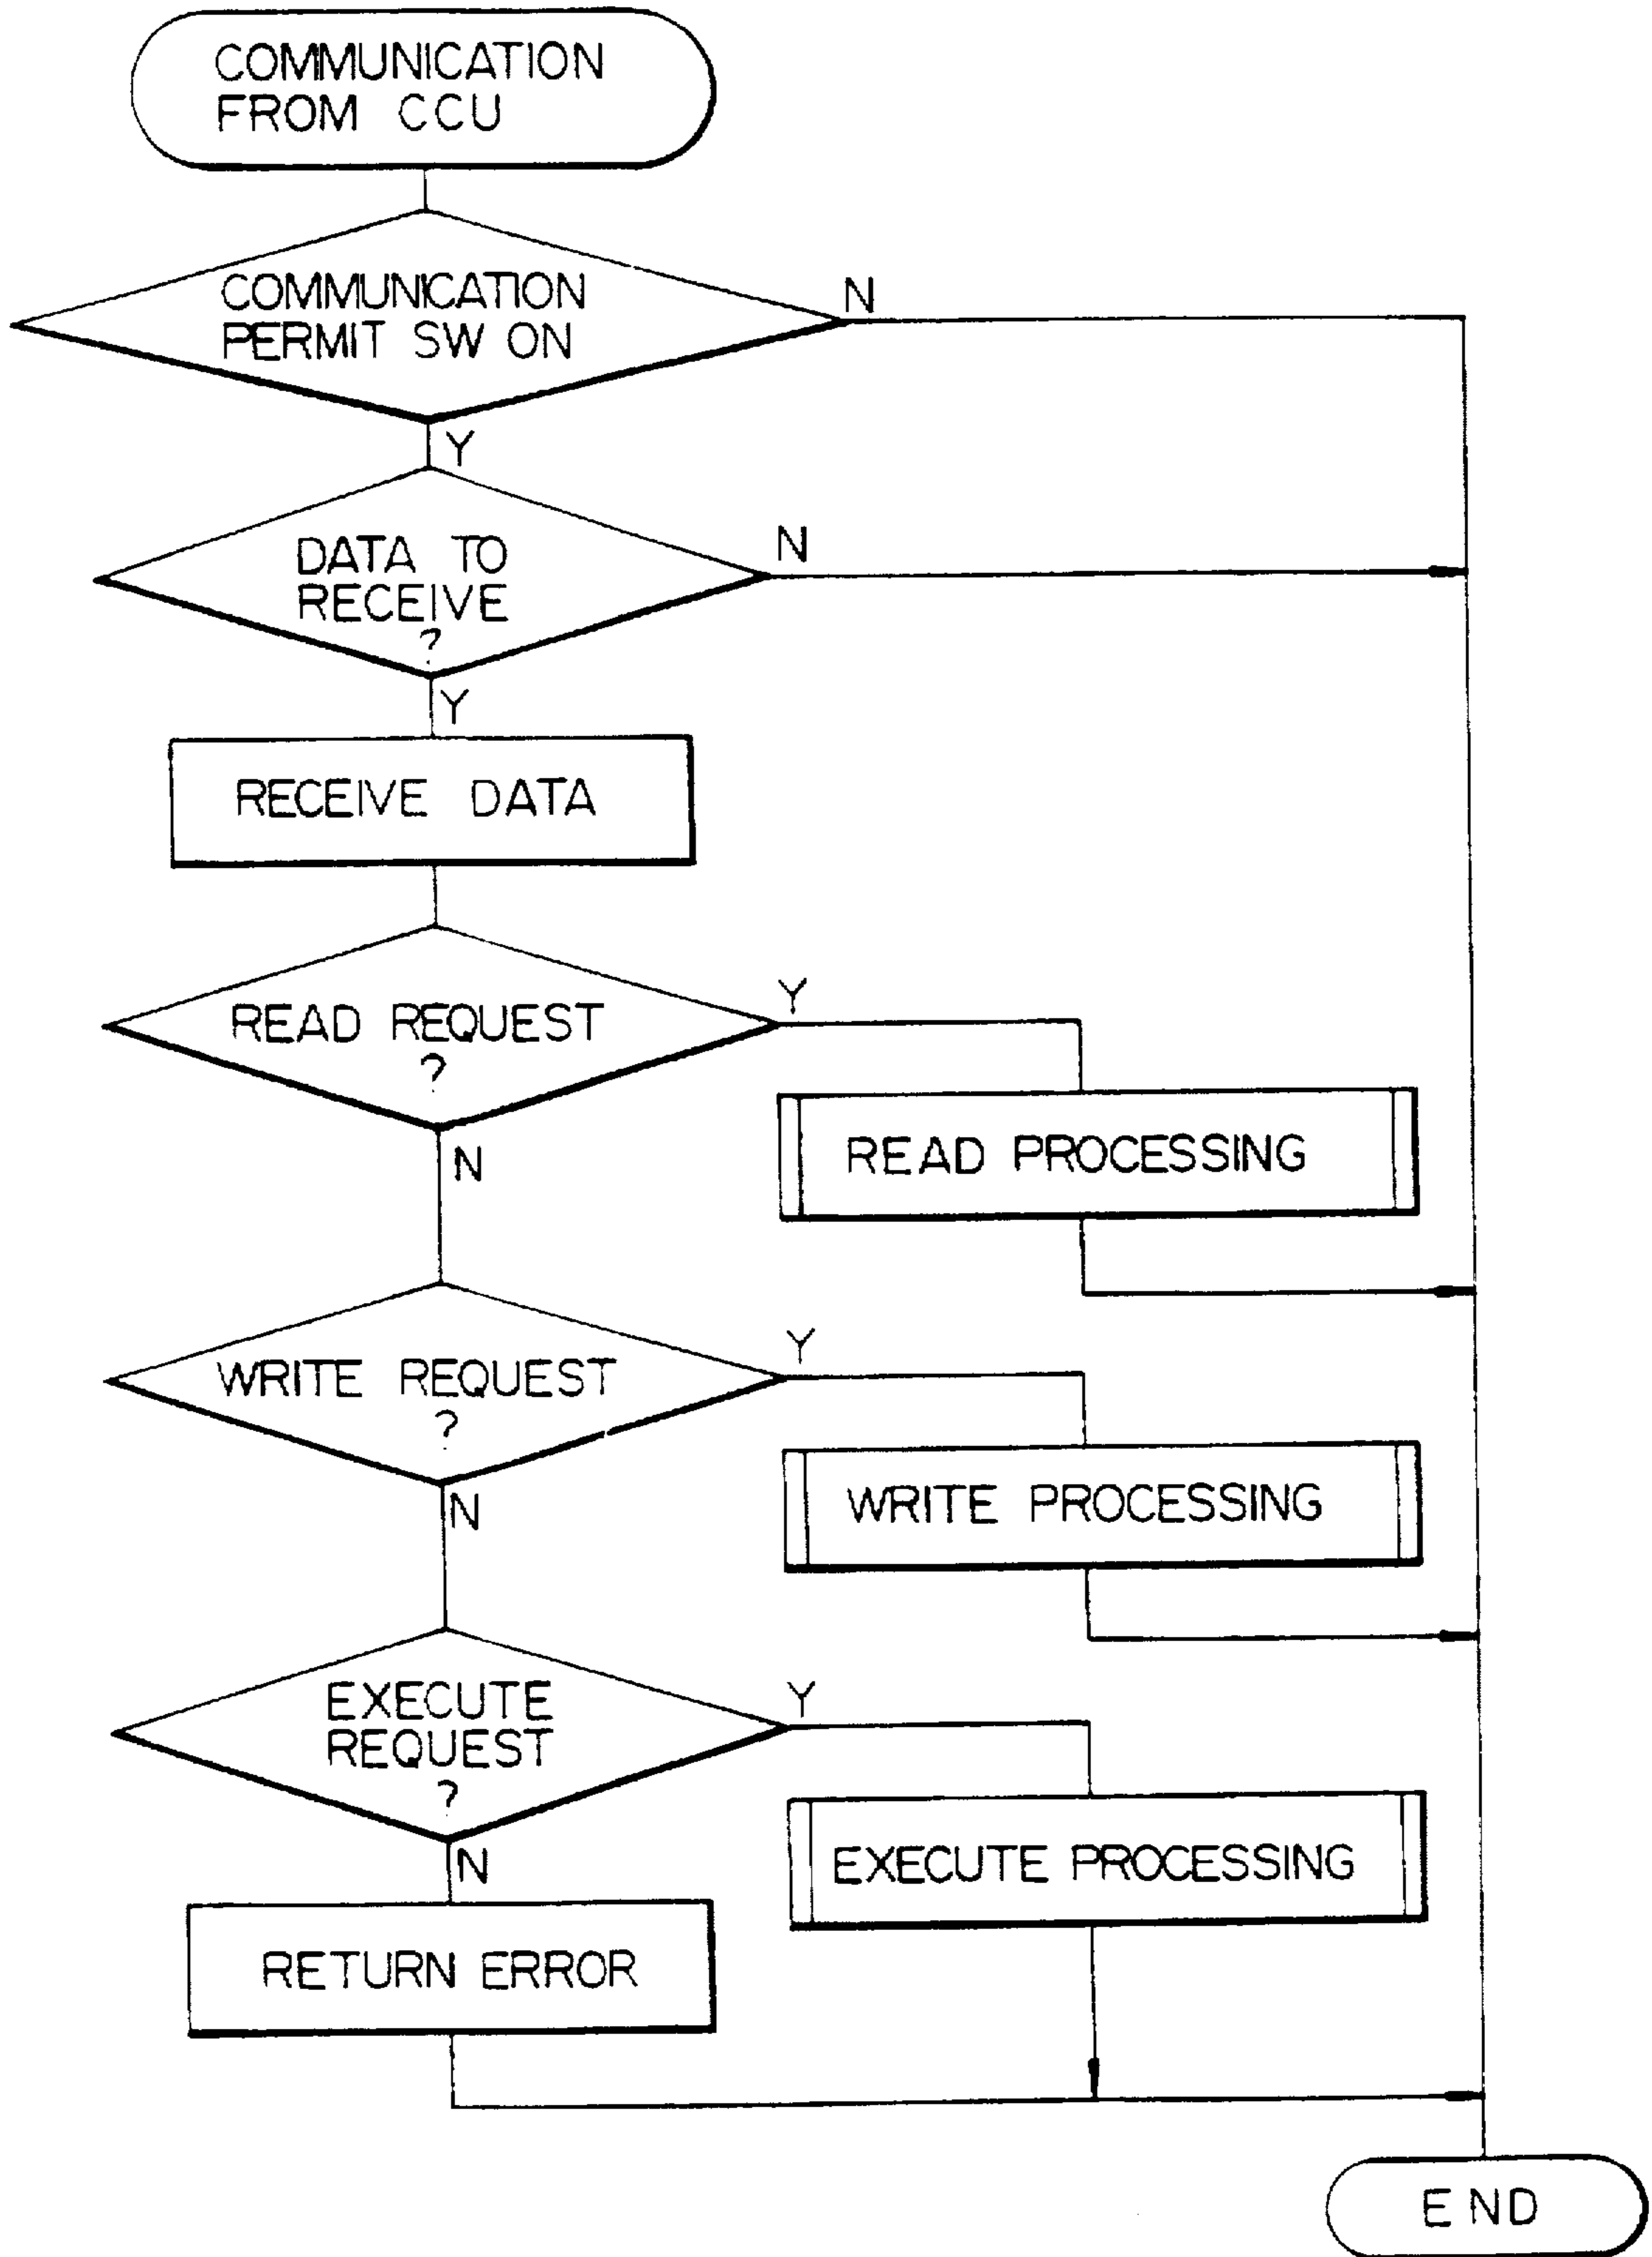 COMMUNICATION
FROM CCU
COMMUNICATION
PERMIT SW ON
N
Y
DATA TO
RECEIVE
?
N
Y
RECEIVE DATA
READ REQUEST
?
Y
N
READ PROCESSING
WRITE REQUEST
?
Y
N
WRITE PROCESSING
EXECUTE
REQUEST
?
Y
N
EXECUTE PROCESSING
RETURN ERROR
END